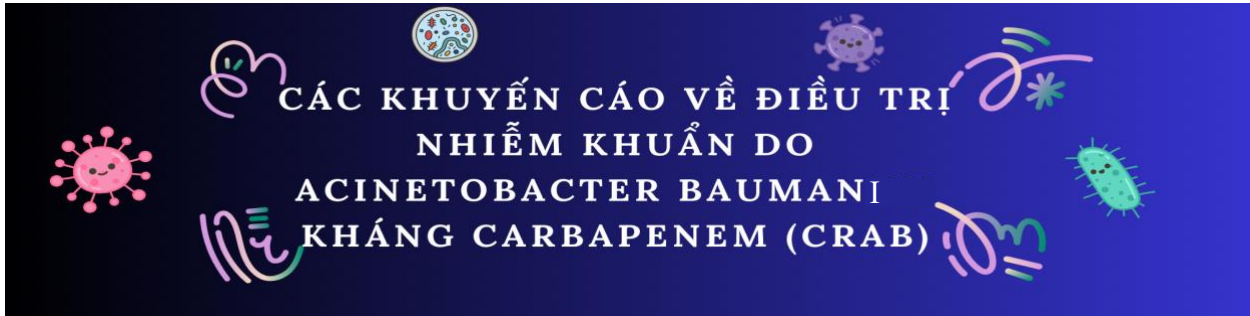 CÁC KHUYẾN CÁO VỀ ĐIỀU TRỊ
NHIỄM KHUẨN DO
ACINETOBACTER BAUMANI
KHÁNG CARBAPENEM (CRAB)